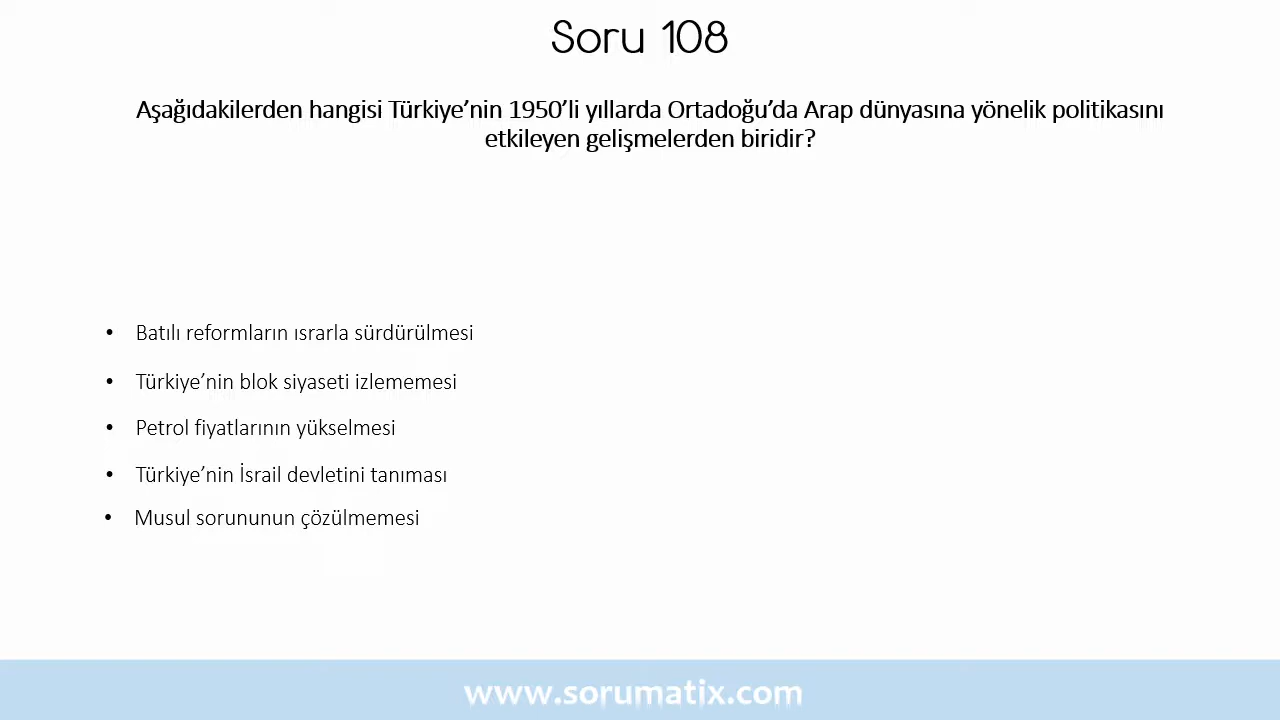 Soru 108
Aşağıdakilerden hangisi Türkiye’nin 1950’li yıllarda Ortadoğu’da Arap dünyasına yönelik politikasını
etkileyen gelişmelerden biridir?
• Batılı reformların ısrarla sürdürülmesi
• Türkiye’nin blok siyaseti izlememesi
• Petrol fiyatlarının yükselmesi
• Türkiye’nin İsrail devletini tanıması
• Musul sorununun çözülmemesi
www.sorumatix.com